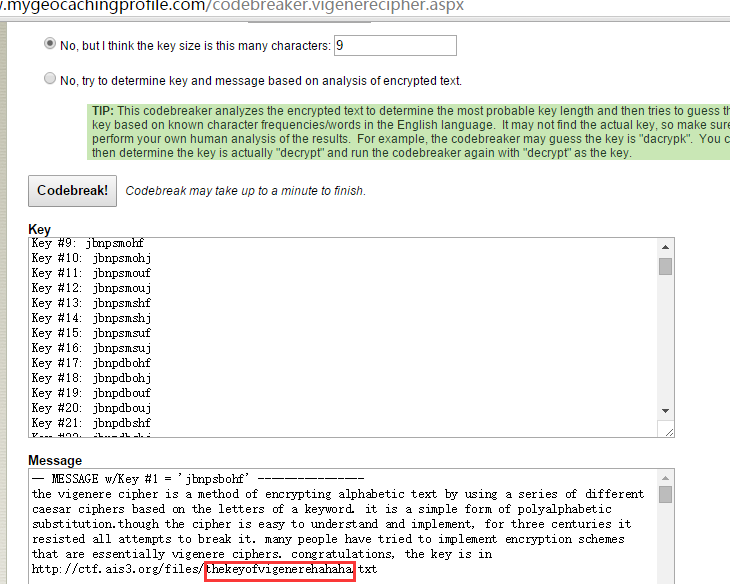 .mygeocachingprofile.com/codebreaker.vigenerecipher.aspx
No, but I think the key size is this many characters: 9
No, try to determine key and message based on analysis of encrypted text.
TIP: This codebreaker analyzes the encrypted text to determine the most probable key length and then tries to guess th
key based on known character frequencies/words in the English language. It may not find the actual key, so make sure
perform your own human analysis of the results. For example, the codebreaker may guess the key is "dacrypk". You c
then determine the key is actually "decrypt" and run the codebreaker again with "decrypt" as the key.
Codebreak! Codebreak may take up to a minute to finish.
Key
Key #9: jbnpsmohf
Key #10: jbnpsmohj
Key #11: jbnpsmouf
Key #12: jbnpsmouj
Key #13: jbnpsmshf
Key #14: jbnpsmshj
Key #15: jbnpsmsuf
Key #16: jbnpsmsuj
Key #17: jbnpdbohf
Key #18: jbnpdbohj
Key #19: jbnpdbouf
Key #20: jbnpdbouj
Key #21: jbnpdbshf
Key #22: jbnpdbshj
Message
-- MESSAGE w/Key #1 = 'jbnpsbohf' ----------------
the vigenere cipher is a method of encrypting alphabetic text by using a series of different
caesar ciphers based on the letters of a keyword. it is a simple form of polyalphabetic
substitution.though the cipher is easy to understand and implement, for three centuries it
resisted all attempts to break it. many people have tried to implement encryption schemes
that are essentially vigenere ciphers. congratulations, the key is in
http://ctf.ais3.org/files/thekeyofvigenerehahaha.txt